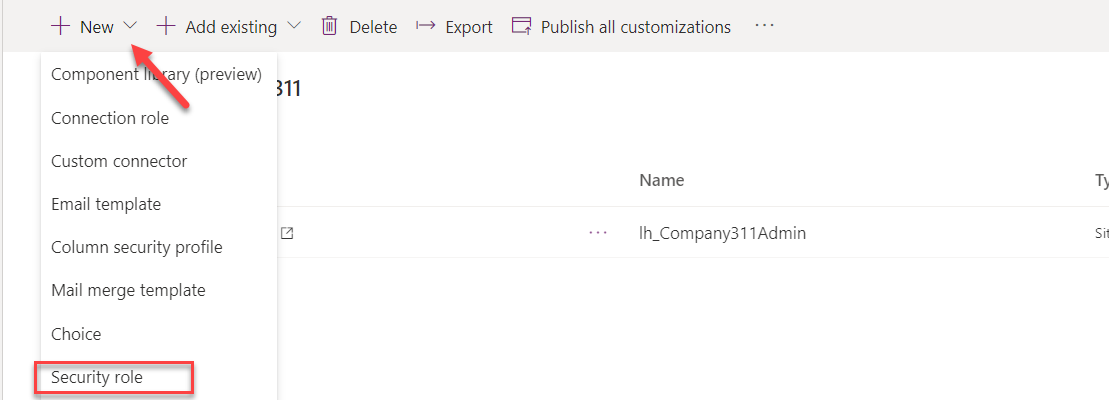 New Add existing Delete Export Publish all customizations ...
Component library (preview)
311
Connection role
Custom connector
Email template
Name Ty
Column security profile
lh_Company311Admin Sit
Mail merge template
Choice
Security role